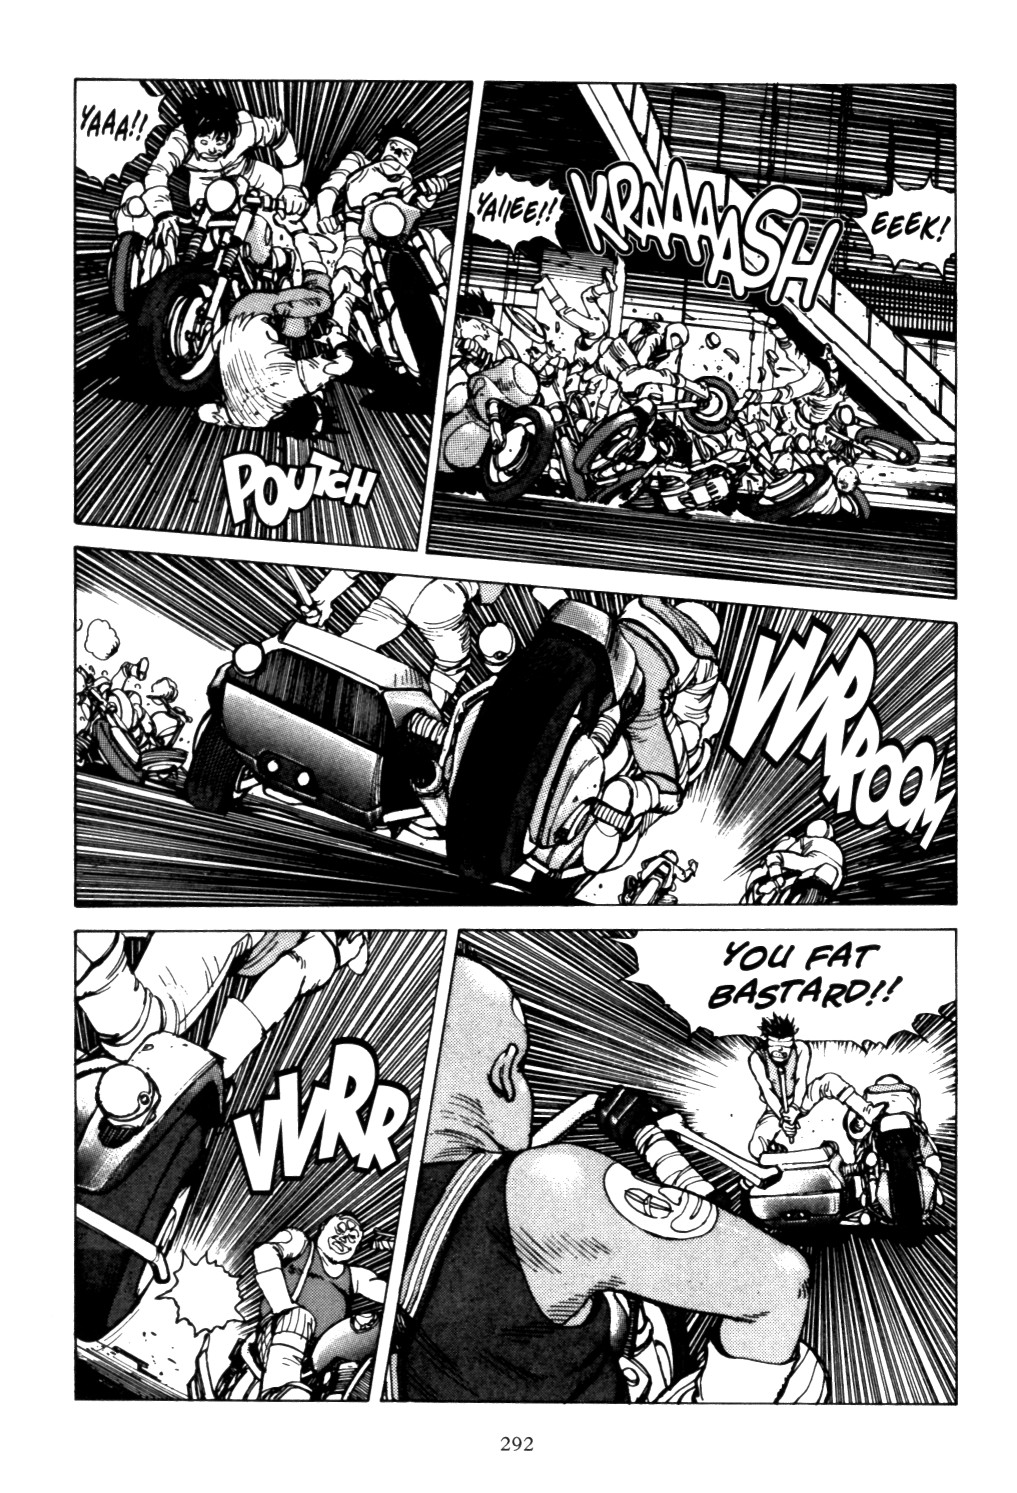 YAAA!!
POUTCH
YAIIEE!!
KRAAAASH
EEEK!
VVRROOM
VVRR
YOU FAT
BASTARD!!
292